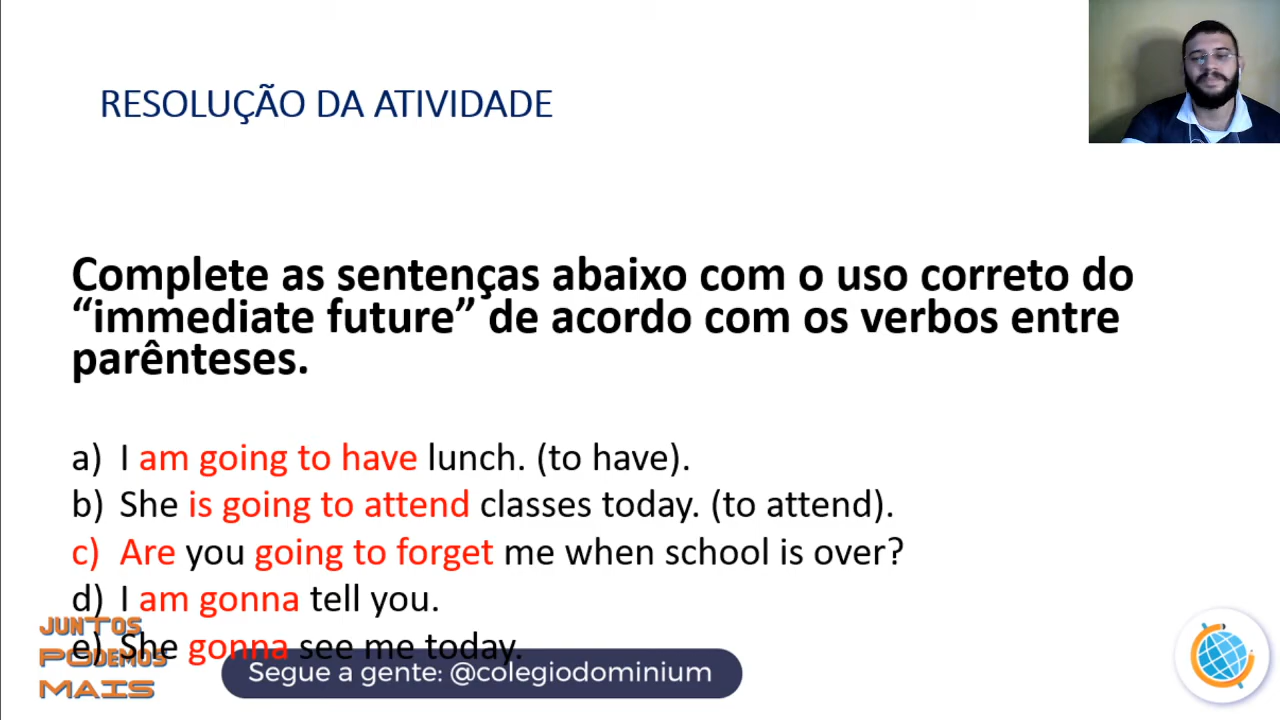 RESOLUÇÃO DA ATIVIDADE
Complete as sentenças abaixo com o uso correto do
“immediate future” de acordo com os verbos entre
parênteses.
a) I am going to have lunch. (to have).
b) She is going to attend classes today. (to attend).
c) Are you going to forget me when school is over?
d) I am gonna tell you.
e) She gonna see me today.
JUNTOS
PODEMOS
MAIS
Segue a gente: @colegiodominium